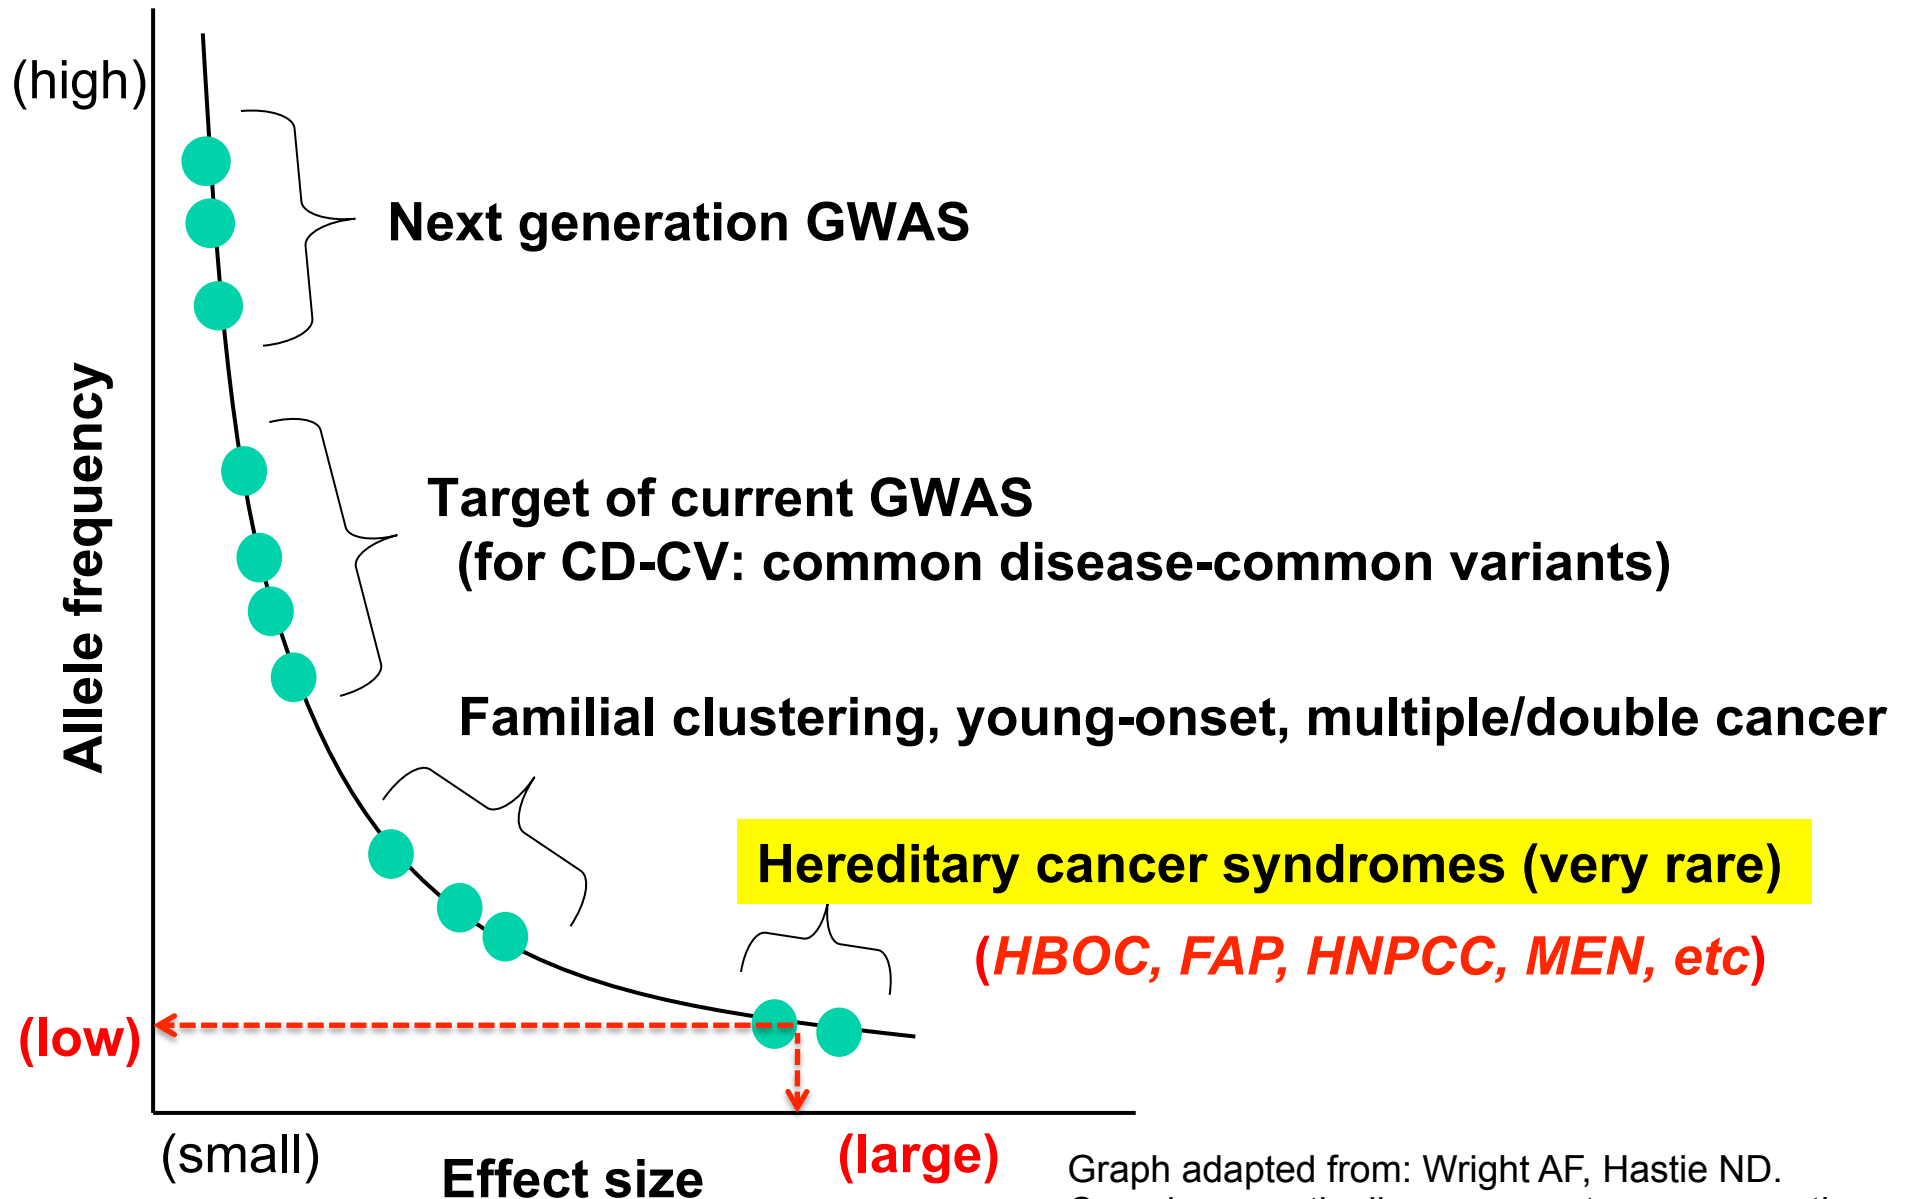 (high)
Next generation GWAS
Allele frequency
Target of current GWAS
(for CD-CV: common disease-common variants)
Familial clustering, young-onset, multiple/double cancer
Hereditary cancer syndromes (very rare)
(HBOC, FAP, HNPCC, MEN, etc)
(low)
(small)
Effect size
(large)
Graph adapted from: Wright AF, Hastie ND.